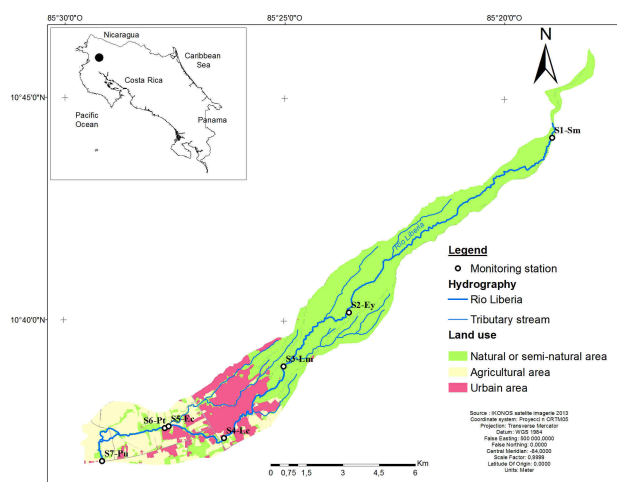 85°30'0"W 85°25'0"W 85°20'0"W
Nicaragua
Caribbean
Sea
Costa Rica
Pacific
Ocean
Panama
N
10°45'0"N
S1-Sm
Rio Liberia
Legend
Monitoring station
Hydrography
Rio Liberia
Tributary stream
S2-Ey
10°40'0"N
Land use
Natural or semi-natural area
Agricultural area
Urbain area
S3-Lm
S6-Pt
S5-Ec
S4-Lc
S7-Pu
0 0,75 1,5 3 4,5 6
Km
Source : IKONOS satelite imagerie 2013
Coordinate system: Proyecci n CRTM05
Projection: Transverse Mercator
Datum: WGS 1984
False Easting: 500 000,0000
False Northing: 0,0000
Central Meridian: -84,0000
Scale Factor: 0,9999
Latitude Of Origin: 0,0000
Units: Meter